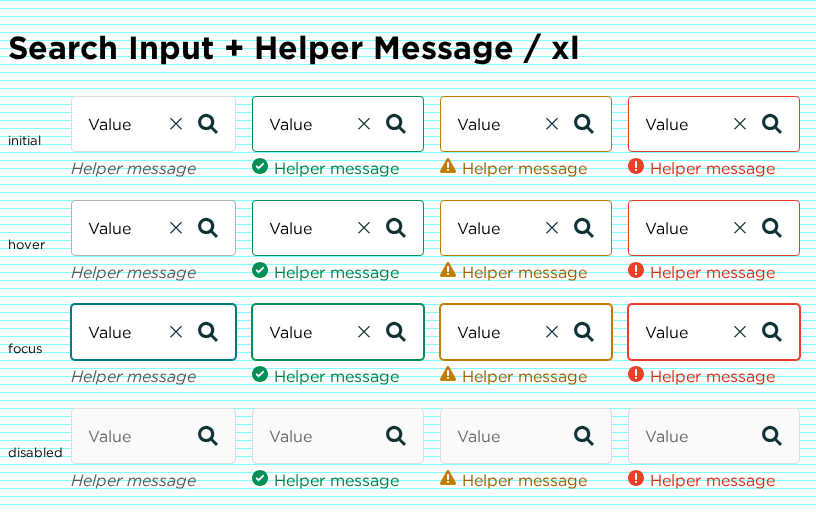 Search Input + Helper Message / xl
initial
Value
Value
Value
Value
Helper message
Helper message
Helper message
Helper message
hover
Value
Value
Value
Value
Helper message
Helper message
Helper message
Helper message
focus
Value
Value
Value
Value
Helper message
Helper message
Helper message
Helper message
disabled
Value
Value
Value
Value
Helper message
Helper message
Helper message
Helper message